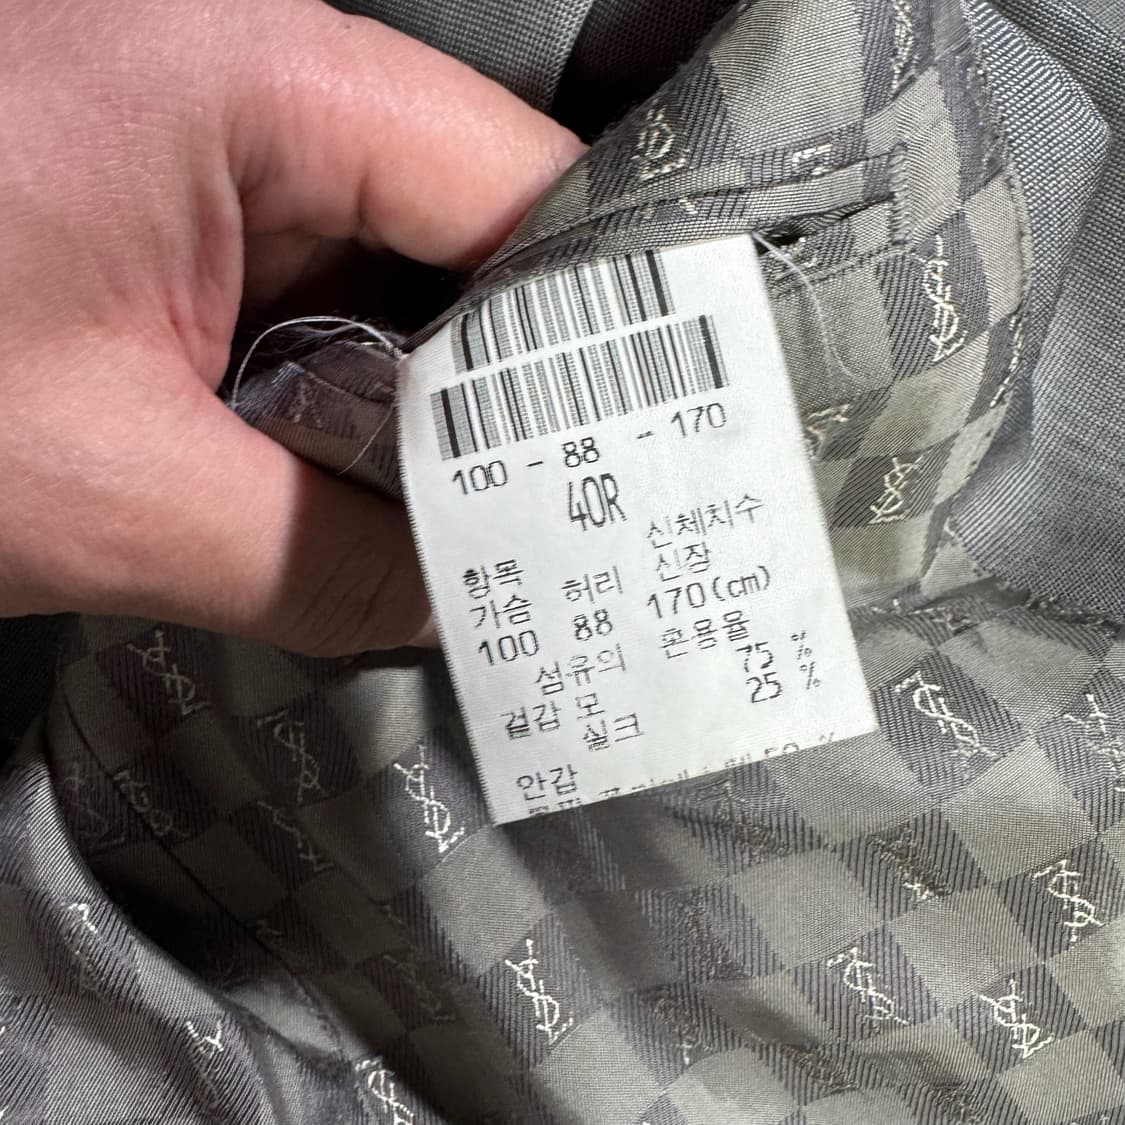 100 - 88 - 170
40R
신체치수
항목 신장
가슴 허리 170(cm)
100 88
섬유의 혼용율
겉감 모 75 %
실크 25 %
안감
YSL